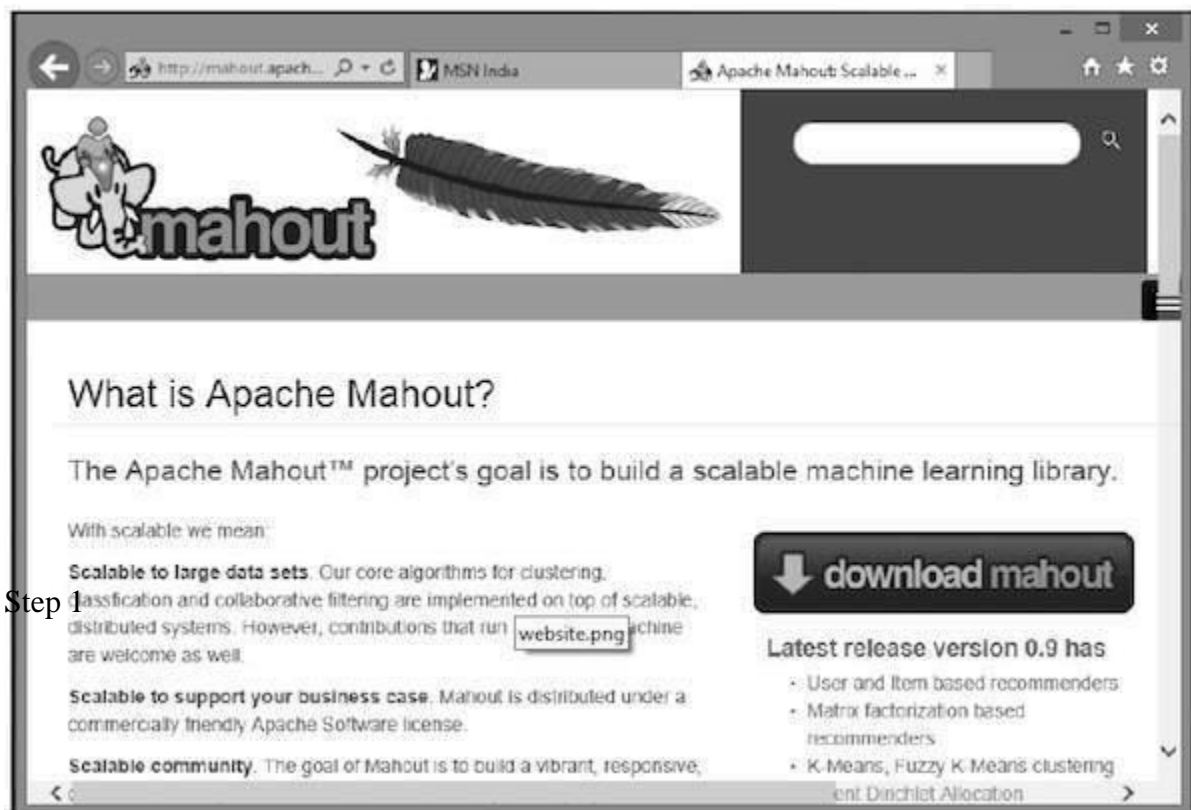 http://mahout.apach...
MSN India
Apache Mahout: Scalable ...
mahout
What is Apache Mahout?
The Apache Mahout™ project's goal is to build a scalable machine learning library.
With scalable we mean:
Scalable to large data sets. Our core algorithms for clustering,
Step 1
classfication and collaborative filtering are implemented on top of scalable,
distributed systems. However, contributions that run
website.png
are welcome as well.
Scalable to support your business case. Mahout is distributed under a
commercially friendly Apache Software license.
Scalable community. The goal of Mahout is to build a vibrant, responsive,
download mahout
Latest release version 0.9 has
- User and Item based recommenders
- Matrix factorization based
recommenders
- K-Means, Fuzzy K-Means clustering
Dirichlet Allocation